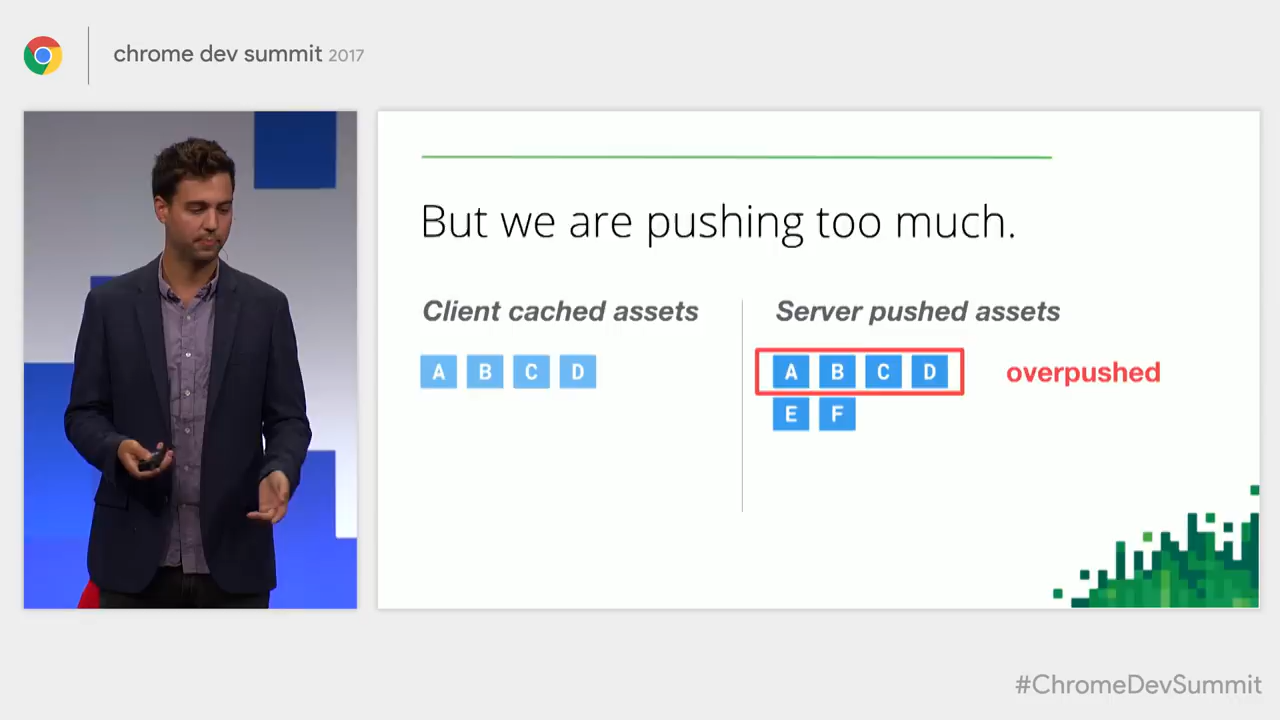 chrome dev summit 2017
But we are pushing too much.
Client cached assets
A B C D
Server pushed assets
A B C D
overpushed
E F
#ChromeDevSummit